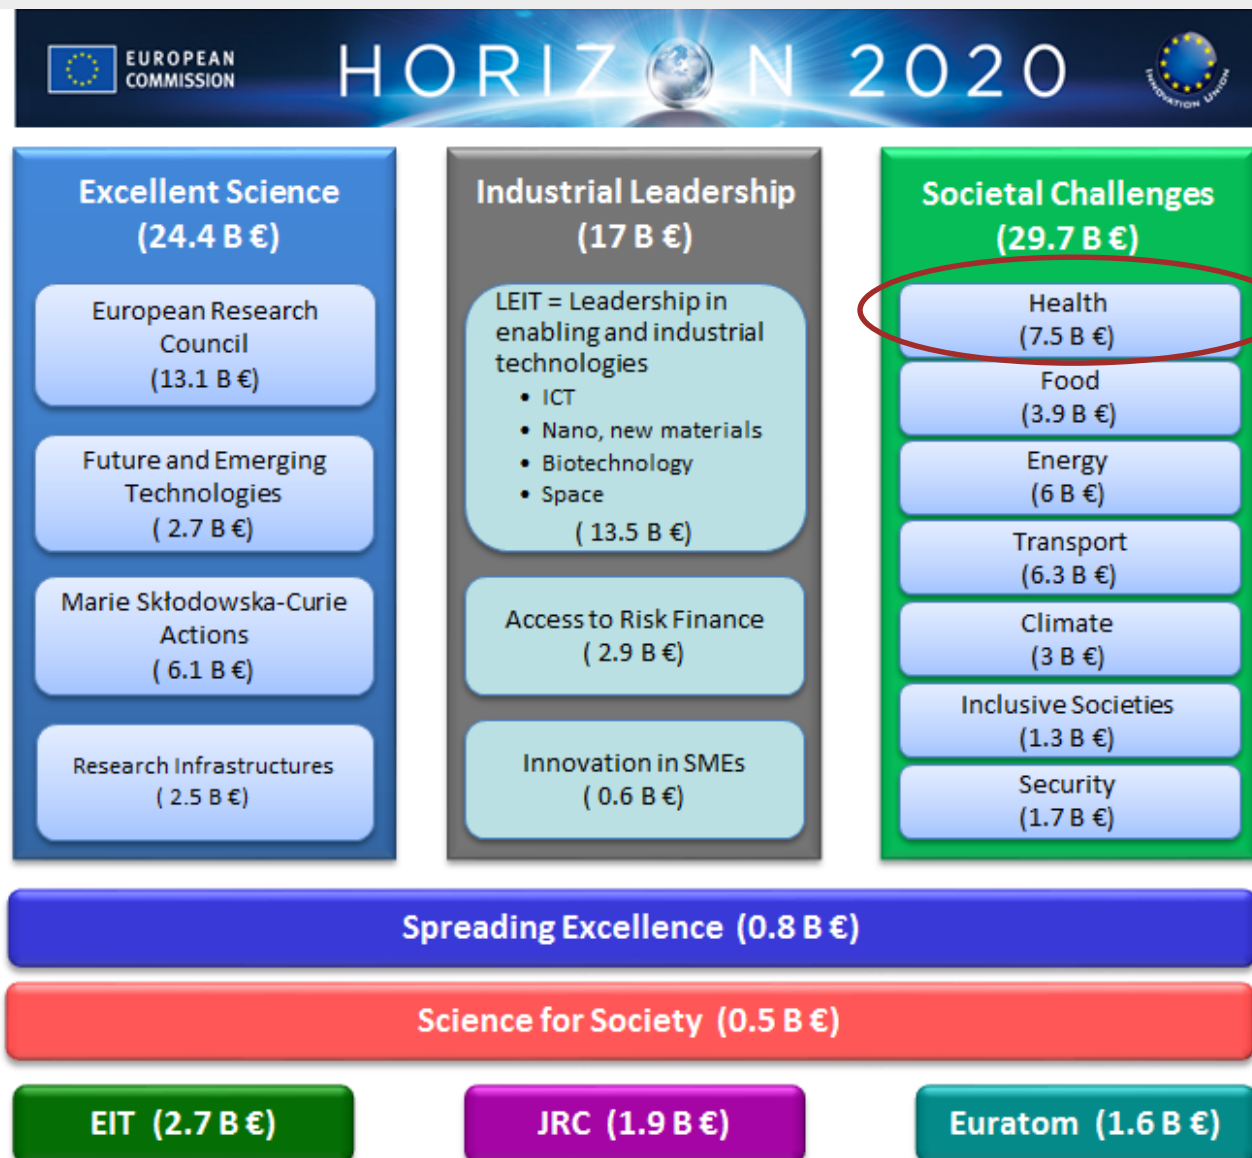 EUROPEAN
COMMISSION
HORIZON 2020
INNOVATION UNION
Excellent Science
(24.4 B €)
European Research
Council
(13.1 B €)
Future and Emerging
Technologies
( 2.7 B €)
Marie Skłodowska-Curie
Actions
( 6.1 B €)
Research Infrastructures
( 2.5 B €)
Industrial Leadership
(17 B €)
LEIT = Leadership in
enabling and industrial
technologies
• ICT
• Nano, new materials
• Biotechnology
• Space
( 13.5 B €)
Access to Risk Finance
( 2.9 B €)
Innovation in SMEs
( 0.6 B €)
Societal Challenges
(29.7 B €)
Health
(7.5 B €)
Food
(3.9 B €)
Energy
(6 B €)
Transport
(6.3 B €)
Climate
(3 B €)
Inclusive Societies
(1.3 B €)
Security
(1.7 B €)
Spreading Excellence (0.8 B €)
Science for Society (0.5 B €)
EIT (2.7 B €)
JRC (1.9 B €)
Euratom (1.6 B €)